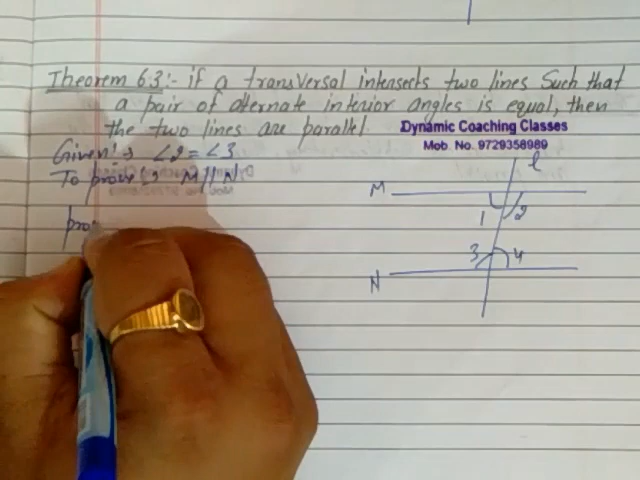 Theorem 6.3:- if a transversal intersects two lines Such that
a pair of alternate interior angles is equal, then
the two lines are parallel.
Dynamic Coaching Classes
Mob. No. 9729358989
Given:→ ∠2 = ∠3
To prove:→ M || N
pro
l
M
1 2
3 4
N